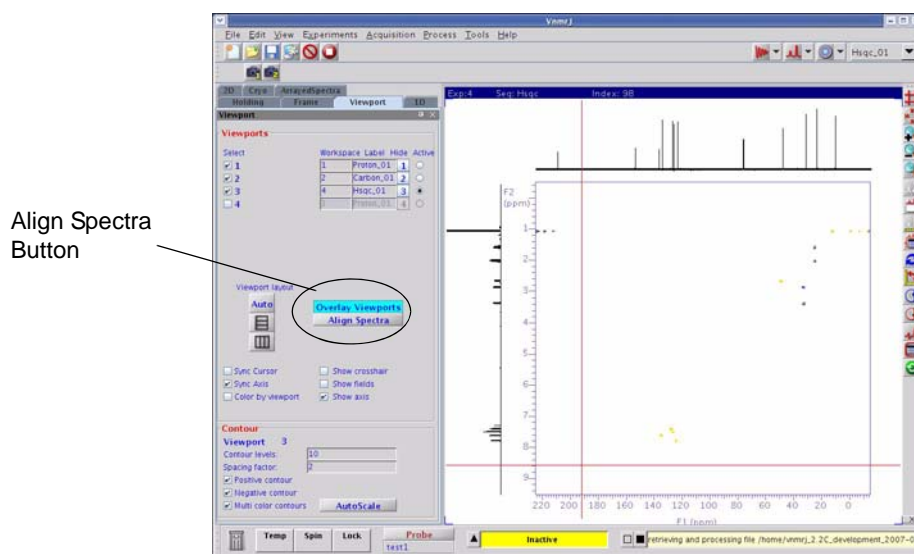 VnmrJ
File Edit View Experiments Acquisition Process Tools Help
Hsqc_01
2D Cryo ArrayedSpectra
Holding Frame Viewport LO
Viewport
Exp:4 Seq: Hsqc Index: 98
Viewports
Select Workspace Label Hide Active
1 1 Proton_01 1
2 2 Carbon_01 2
3 4 Hsqc_01 3
4 Proton_01 4
Align Spectra
Button
Viewport layout
Auto
Overlay Viewports
Align Spectra
Sync Cursor Show crosshair
Sync Axis Show fields
Color by viewport Show axis
Contour
Viewport 3
Contour levels: 10
Spacing factor: 2
Positive contour
Negative contour
Multi color contours AutoScale
F2
(ppm)
1
2
3
4
5
6
7
8
9
220 200 180 160 140 120 100 80 60 40 20 0
F1 (ppm)
Temp Spin Lock Probe
test1
Inactive
retrieving and processing file /home/vnmrj_2.2C_development_2007-0